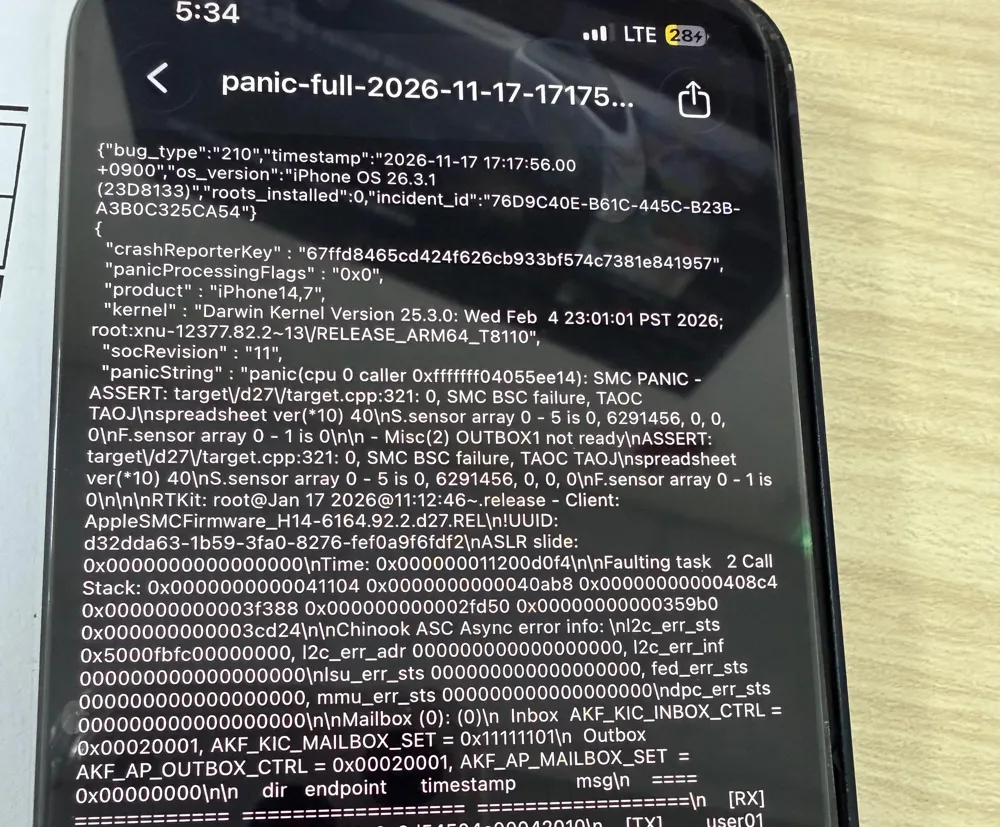 5:34
LTE 28
panic-full-2026-11-17-17175...
{"bug_type":"210","timestamp":"2026-11-17 17:17:56.00
+0900","os_version":"iPhone OS 26.3.1
(23D8133)","roots_installed":0,"incident_id":"76D9C40E-B61C-445C-B23B-
A3B0C325CA54"}
{
"crashReporterKey" : "67ffd8465cd424f626cb933bf574c7381e841957",
"panicProcessingFlags" : "0x0",
"product" : "iPhone14,7",
"kernel" : "Darwin Kernel Version 25.3.0: Wed Feb  4 23:01:01 PST 2026;
root:xnu-12377.82.2~13\/RELEASE_ARM64_T8110",
"socRevision" : "11",
"panicString" : "panic(cpu 0 caller 0xfffffff04055ee14): SMC PANIC -
ASSERT: target\/d27\/target.cpp:321: 0, SMC BSC failure, TAOC
TAOJ\nspreadsheet ver(*10) 40\nS.sensor array 0 - 5 is 0, 6291456, 0, 0,
0\nF.sensor array 0 - 1 is 0\n\n - Misc(2) OUTBOX1 not ready\nASSERT:
target\/d27\/target.cpp:321: 0, SMC BSC failure, TAOC TAOJ\nspreadsheet
ver(*10) 40\nS.sensor array 0 - 5 is 0, 6291456, 0, 0, 0\nF.sensor array 0 - 1 is
0\n\n\nRTKit: root@Jan 17 2026@11:12:46~.release - Client:
AppleSMCFirmware_H14-6164.92.2.d27.REL\n!UUID:
d32dda63-1b59-3fa0-8276-fef0a9f6fdf2\nASLR slide:
0x0000000000000000\nTime: 0x000000011200d0f4\n\nFaulting task   2 Call
Stack: 0x0000000000041104 0x0000000000040ab8 0x00000000000408c4
0x000000000003f388 0x000000000002fd50 0x00000000000359b0
0x000000000003cd24\n\nChinook ASC Async error info: \nl2c_err_sts
0x5000fbfc00000000, l2c_err_adr 0000000000000000, l2c_err_inf
0000000000000000\nlsu_err_sts 0000000000000000, fed_err_sts
0000000000000000, mmu_err_sts 0000000000000000\ndpc_err_sts
0000000000000000\n\nMailbox (0): (0)\n  Inbox  AKF_KIC_INBOX_CTRL =
0x00020001, AKF_KIC_MAILBOX_SET = 0x11111101\n  Outbox
AKF_AP_OUTBOX_CTRL = 0x00020001, AKF_AP_MAILBOX_SET  =
0x00000000\n\n   dir  endpoint     timestamp         msg\n   ====
============ ================== ==================\n   [RX]
[TX]      user01